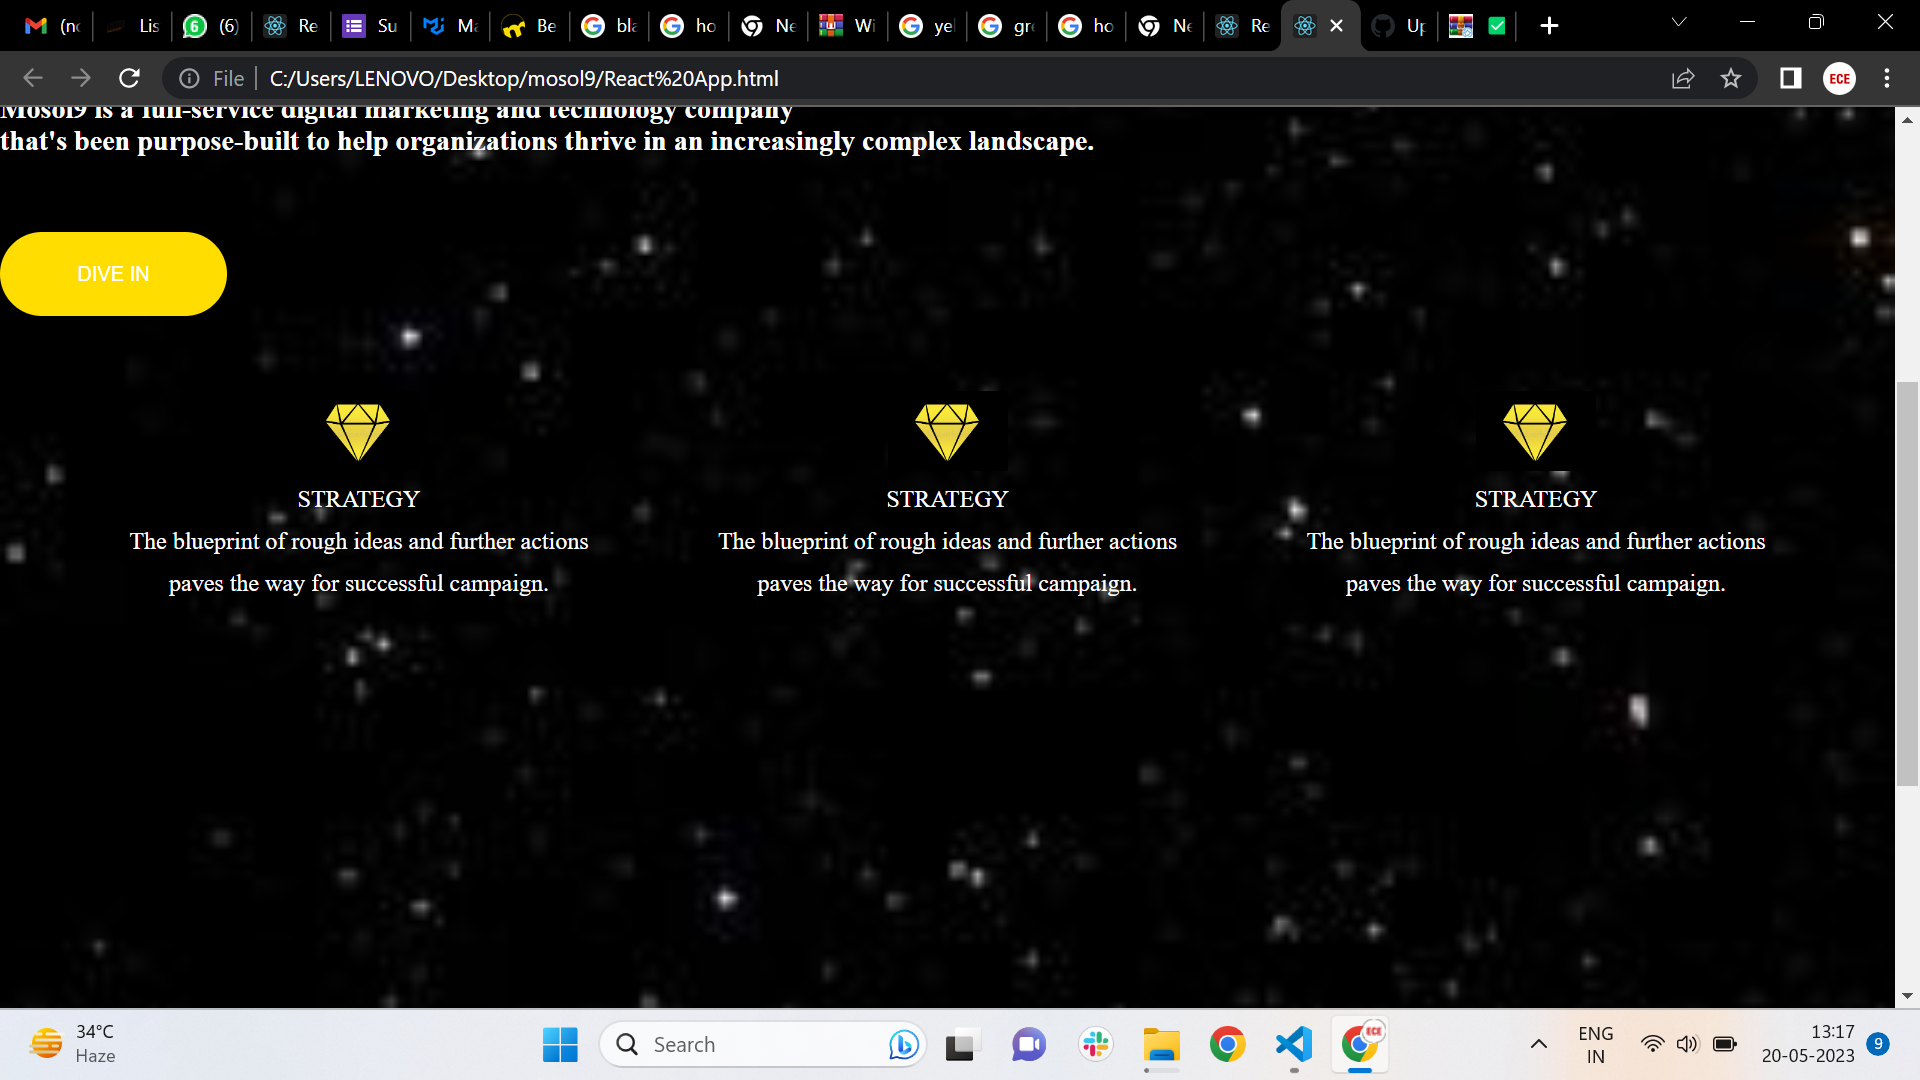 (no
Lis
(6)
Re
Su
Ma
Be
bla
ho
Ne
Wi
yel
gre
ho
Ne
Re
Up
File
C:/Users/LENOVO/Desktop/mosol9/React%20App.html
ECE
Mosol9 is a full-service digital marketing and technology company
that's been purpose-built to help organizations thrive in an increasingly complex landscape.
DIVE IN
STRATEGY
The blueprint of rough ideas and further actions
paves the way for successful campaign.
STRATEGY
The blueprint of rough ideas and further actions
paves the way for successful campaign.
STRATEGY
The blueprint of rough ideas and further actions
paves the way for successful campaign.
34°C
Haze
Search
ECE
ENG
IN
13:17
20-05-2023
9